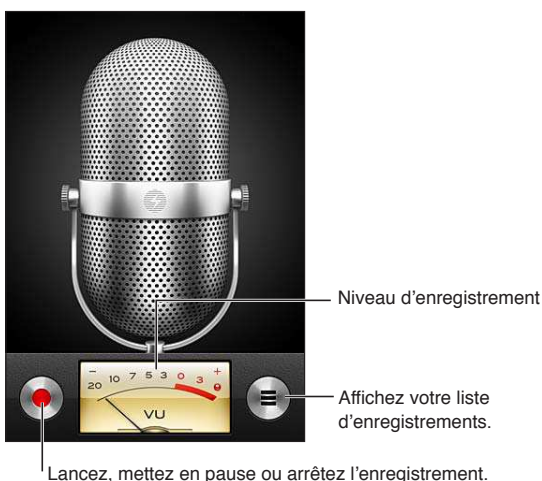 Niveau d'enregistrement
- +
20 10 7 5 3 0 3
VU
Affichez votre liste
d'enregistrements.
Lancez, mettez en pause ou arrêtez l'enregistrement.